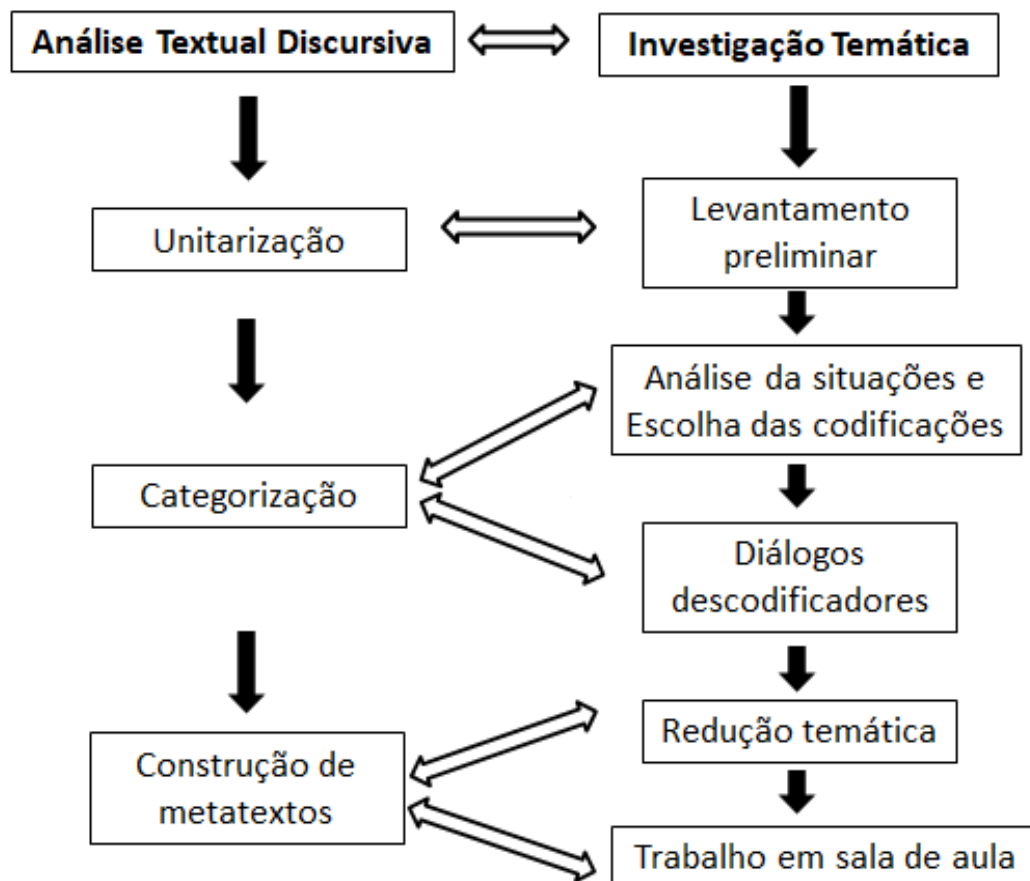 Análise Textual Discursiva
Investigação Temática
Unitarização
Levantamento
preliminar
Análise da situações e
Escolha das codificações
Categorização
Diálogos
descodificadores
Redução temática
Construção de
metatextos
Trabalho em sala de aula